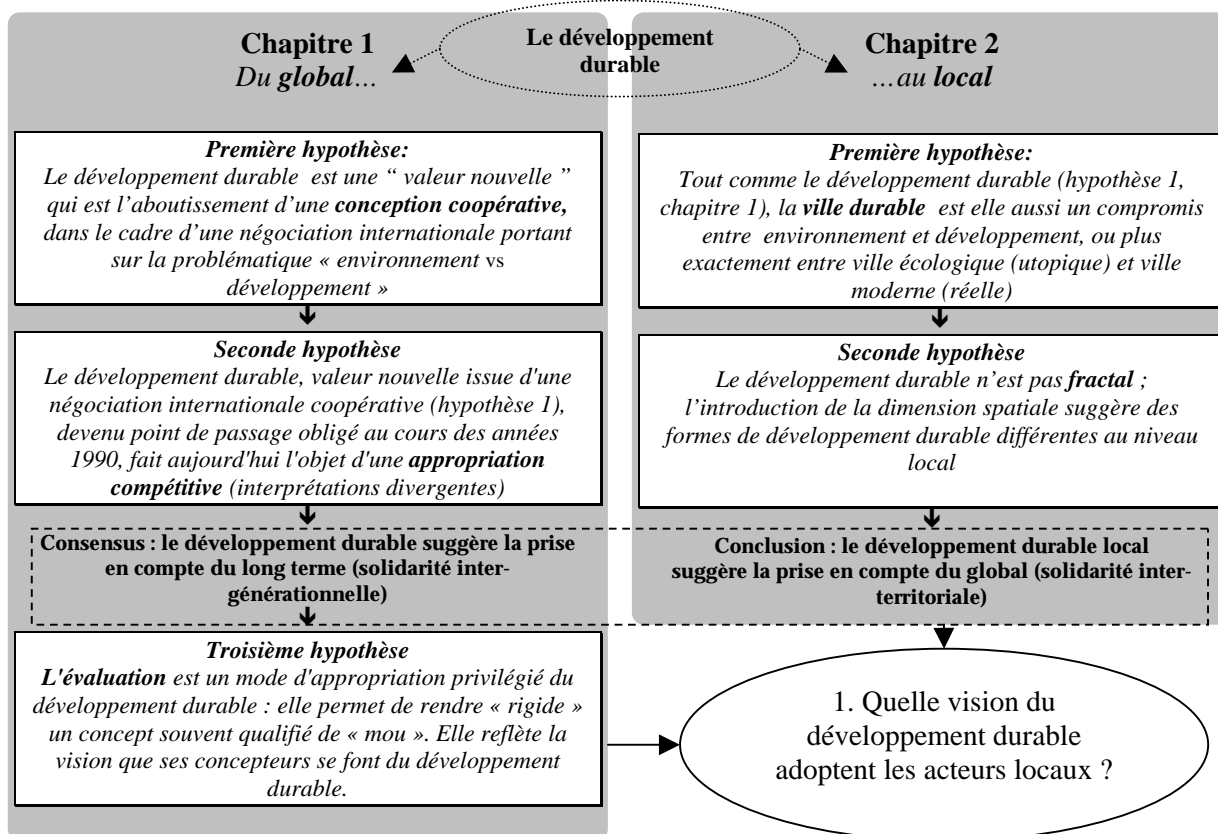 Le développement
durable
Chapitre 1
Du global…
Première hypothèse:
Le développement durable est une “ valeur nouvelle ”
qui est l’aboutissement d’une conception coopérative,
dans le cadre d’une négociation internationale portant
sur la problématique « environnement vs
développement »
Seconde hypothèse
Le développement durable, valeur nouvelle issue d'une
négociation internationale coopérative (hypothèse 1),
devenu point de passage obligé au cours des années
1990, fait aujourd'hui l'objet d'une appropriation
compétitive (interprétations divergentes)
Consensus : le développement durable suggère la prise
en compte du long terme (solidarité inter-
générationnelle)
Troisième hypothèse
L'évaluation est un mode d'appropriation privilégié du
développement durable : elle permet de rendre « rigide »
un concept souvent qualifié de « mou ». Elle reflète la
vision que ses concepteurs se font du développement
durable.
Chapitre 2
…au local
Première hypothèse:
Tout comme le développement durable (hypothèse 1,
chapitre 1), la ville durable est elle aussi un compromis
entre environnement et développement, ou plus
exactement entre ville écologique (utopique) et ville
moderne (réelle)
Seconde hypothèse
Le développement durable n’est pas fractal ;
l’introduction de la dimension spatiale suggère des
formes de développement durable différentes au niveau
local
Conclusion : le développement durable local
suggère la prise en compte du global (solidarité inter-
territoriale)
1. Quelle vision du
développement durable
adoptent les acteurs locaux ?